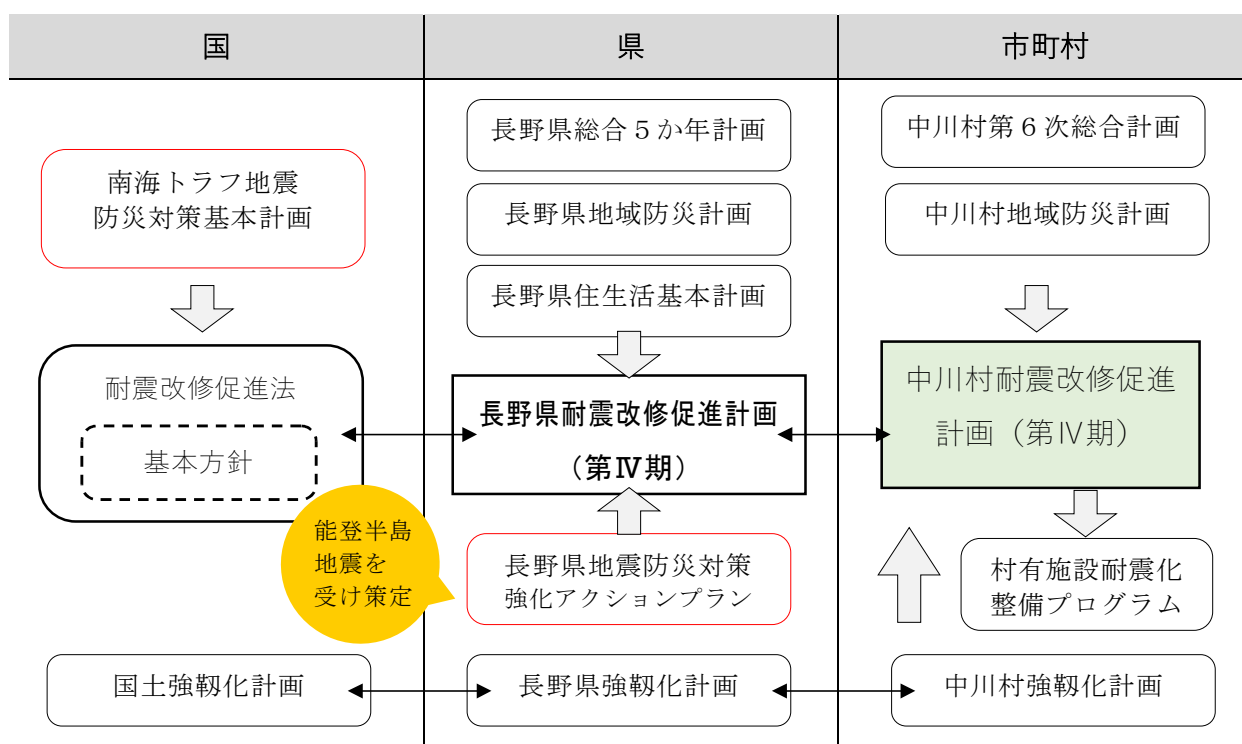 国
県
市町村
南海トラフ地震
防災対策基本計画
耐震改修促進法
基本方針
能登半島
地震を
受け策定
国土強靱化計画
長野県総合５か年計画
長野県地域防災計画
長野県住生活基本計画
長野県耐震改修促進計画
（第Ⅳ期）
長野県地震防災対策
強化アクションプラン
長野県強靱化計画
中川村第６次総合計画
中川村地域防災計画
中川村耐震改修促進
計画（第Ⅳ期）
村有施設耐震化
整備プログラム
中川村強靱化計画